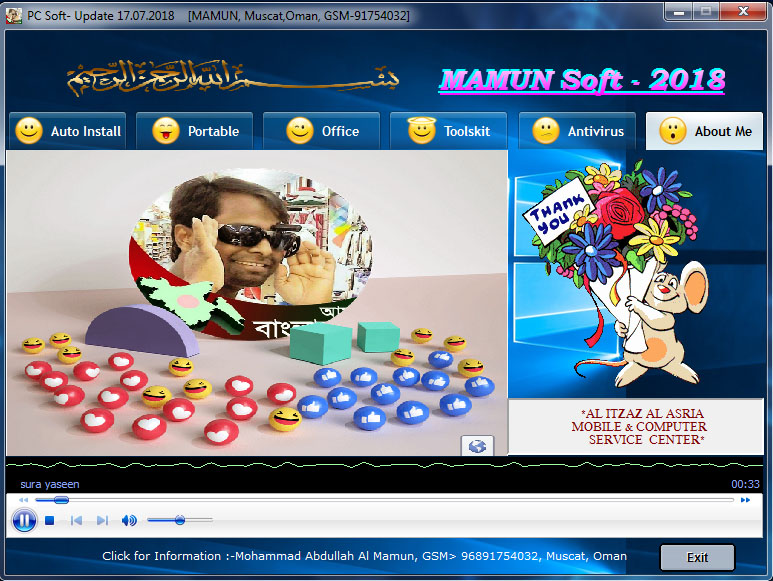 PC Soft- Update 17.07.2018 [MAMUN, Muscat,Oman, GSM-91754032]
بسم الله الرحمن الرحيم
MAMUN Soft - 2018
Auto Install
Portable
Office
Toolskit
Antivirus
About Me
THANK
YOU
*AL ITZAZ AL ASRIA
MOBILE & COMPUTER
SERVICE CENTER*
sura yaseen
00:33
Click for Information :-Mohammad Abdullah Al Mamun, GSM> 96891754032, Muscat, Oman
Exit